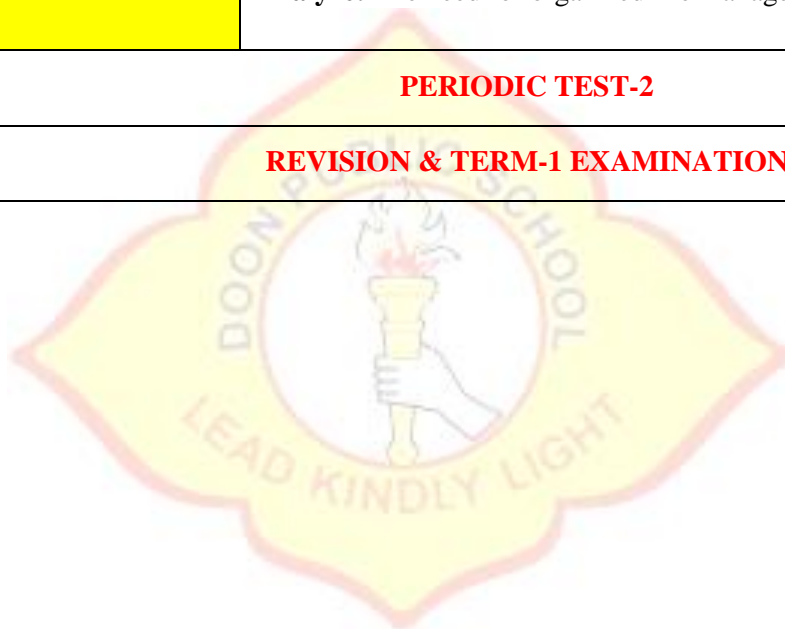 PERIODIC TEST-2
REVISION & TERM-1 EXAMINATION
DOON PUBLIC SCHOOL
LEAD KINDLY LIGHT